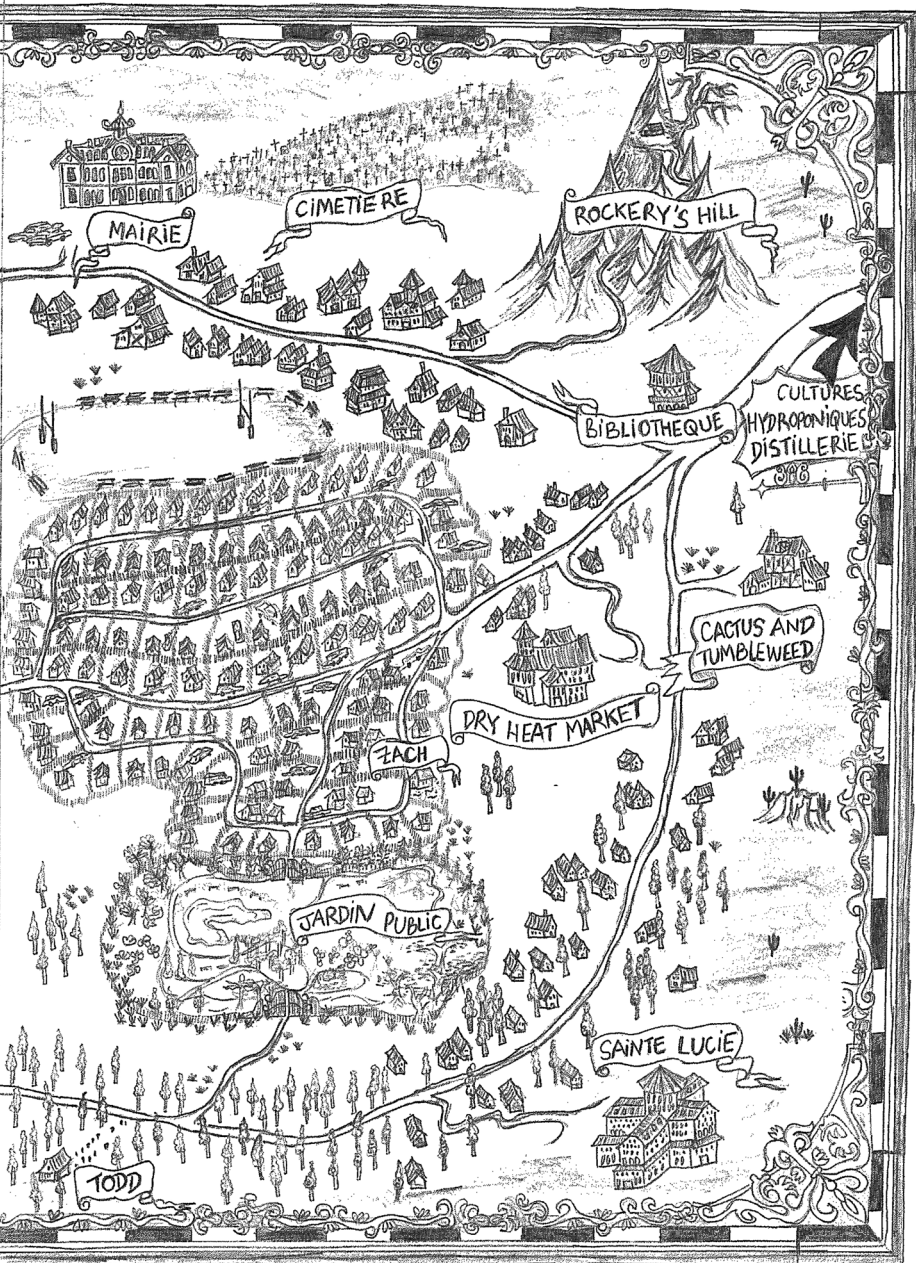 CIMETIERE
MAIRIE
ROCKERY'S HILL
CULTURES
HYDROPONIQUES
DISTILLERIE
BIBLIOTHEQUE
CACTUS AND
TUMBLEWEED
DRY HEAT MARKET
ZACH
JARDIN PUBLIC
SAINTE LUCIE
TODD